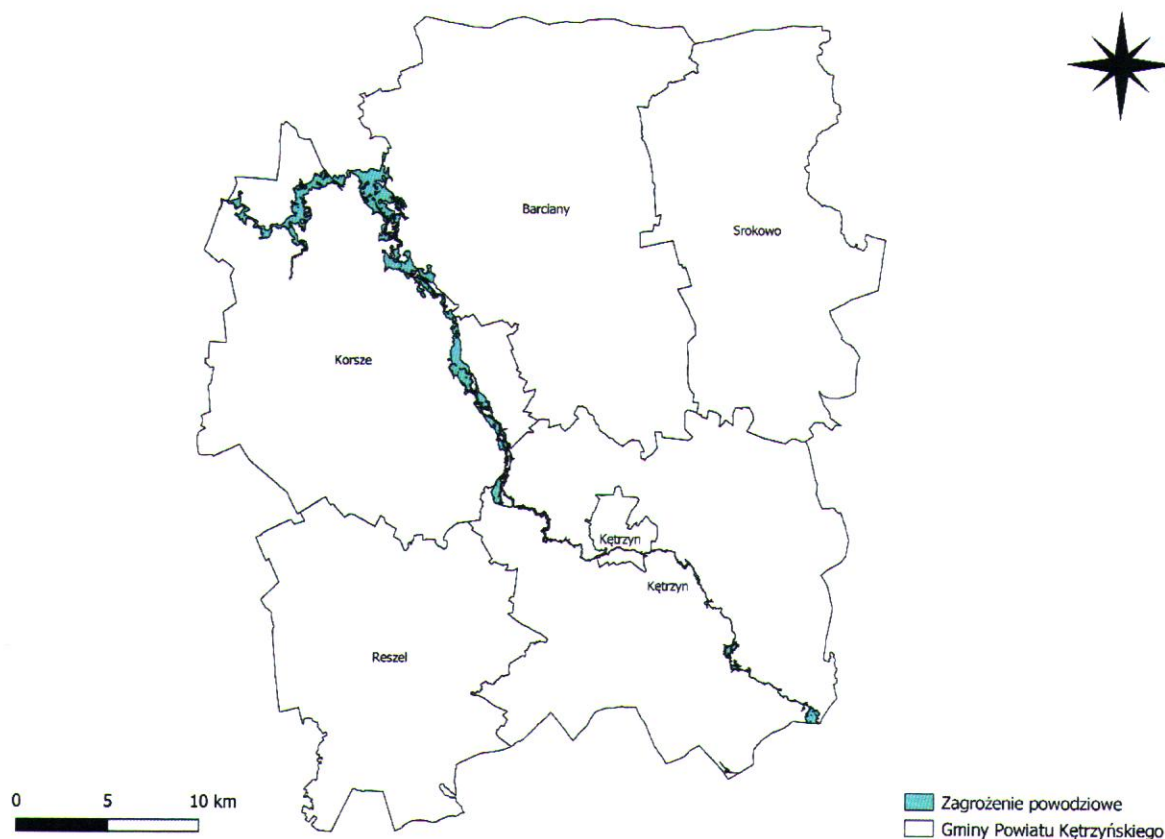 Barciany
Srokowo
Korsze
Kętrzyn
Kętrzyn
Reszel
0 5 10 km
Zagrożenie powodziowe
Gminy Powiatu Kętrzyńskiego